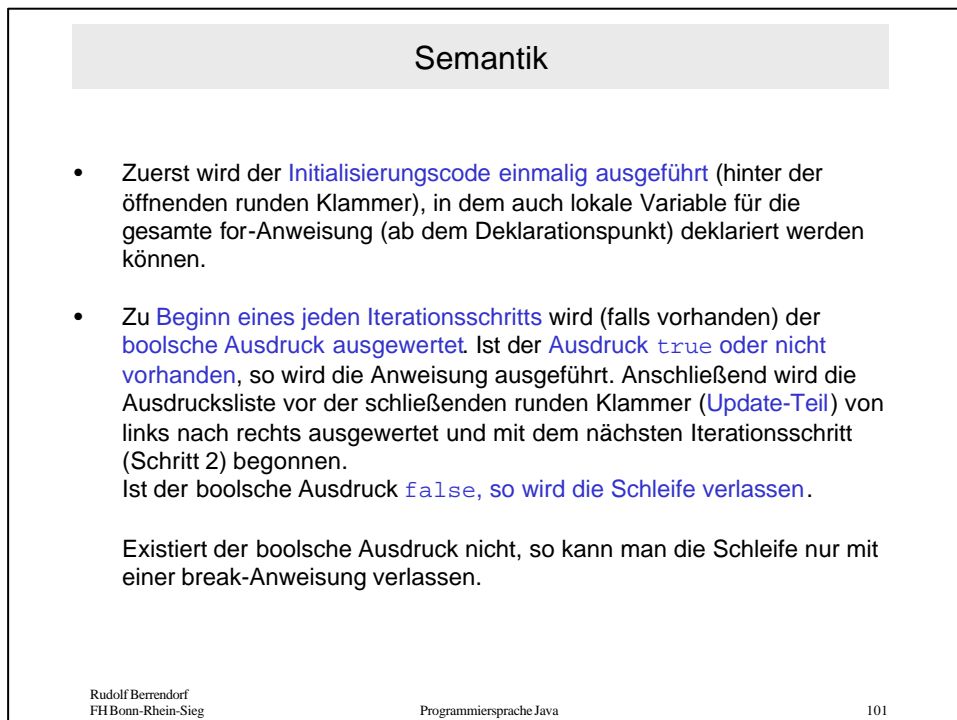 Semantik
• Zuerst wird der Initialisierungscode einmalig ausgeführt (hinter der
öffnenden runden Klammer), in dem auch lokale Variable für die
gesamte for-Anweisung (ab dem Deklarationspunkt) deklariert werden
können.
• Zu Beginn eines jeden Iterationsschritts wird (falls vorhanden) der
boolsche Ausdruck ausgewertet. Ist der Ausdruck true oder nicht
vorhanden, so wird die Anweisung ausgeführt. Anschließend wird die
Ausdrucksliste vor der schließenden runden Klammer (Update-Teil) von
links nach rechts ausgewertet und mit dem nächsten Iterationsschritt
(Schritt 2) begonnen.
Ist der boolsche Ausdruck false, so wird die Schleife verlassen.
Existiert der boolsche Ausdruck nicht, so kann man die Schleife nur mit
einer break-Anweisung verlassen.
Rudolf Berrendorf
FH Bonn-Rhein-Sieg Programmiersprache Java 101